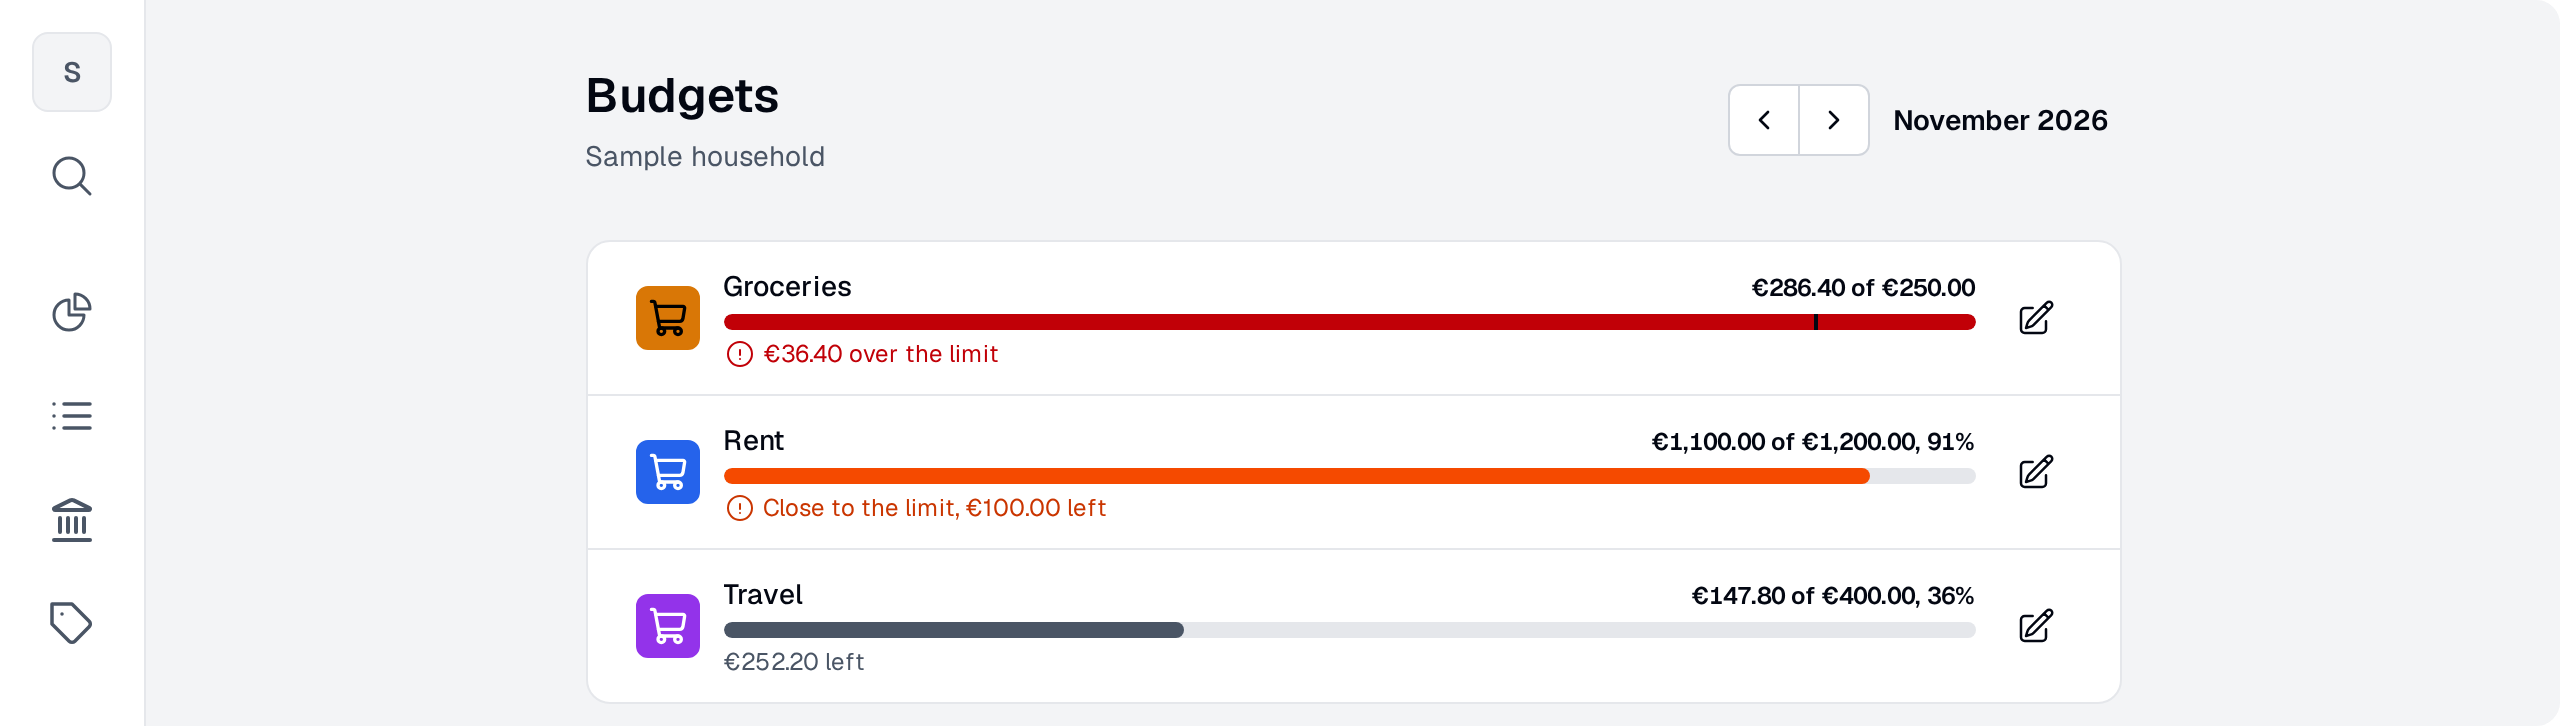 S
Budgets
Sample household
November 2026
Groceries
€286.40 of €250.00
€36.40 over the limit
Rent
€1,100.00 of €1,200.00, 91%
Close to the limit, €100.00 left
Travel
€147.80 of €400.00, 36%
€252.20 left